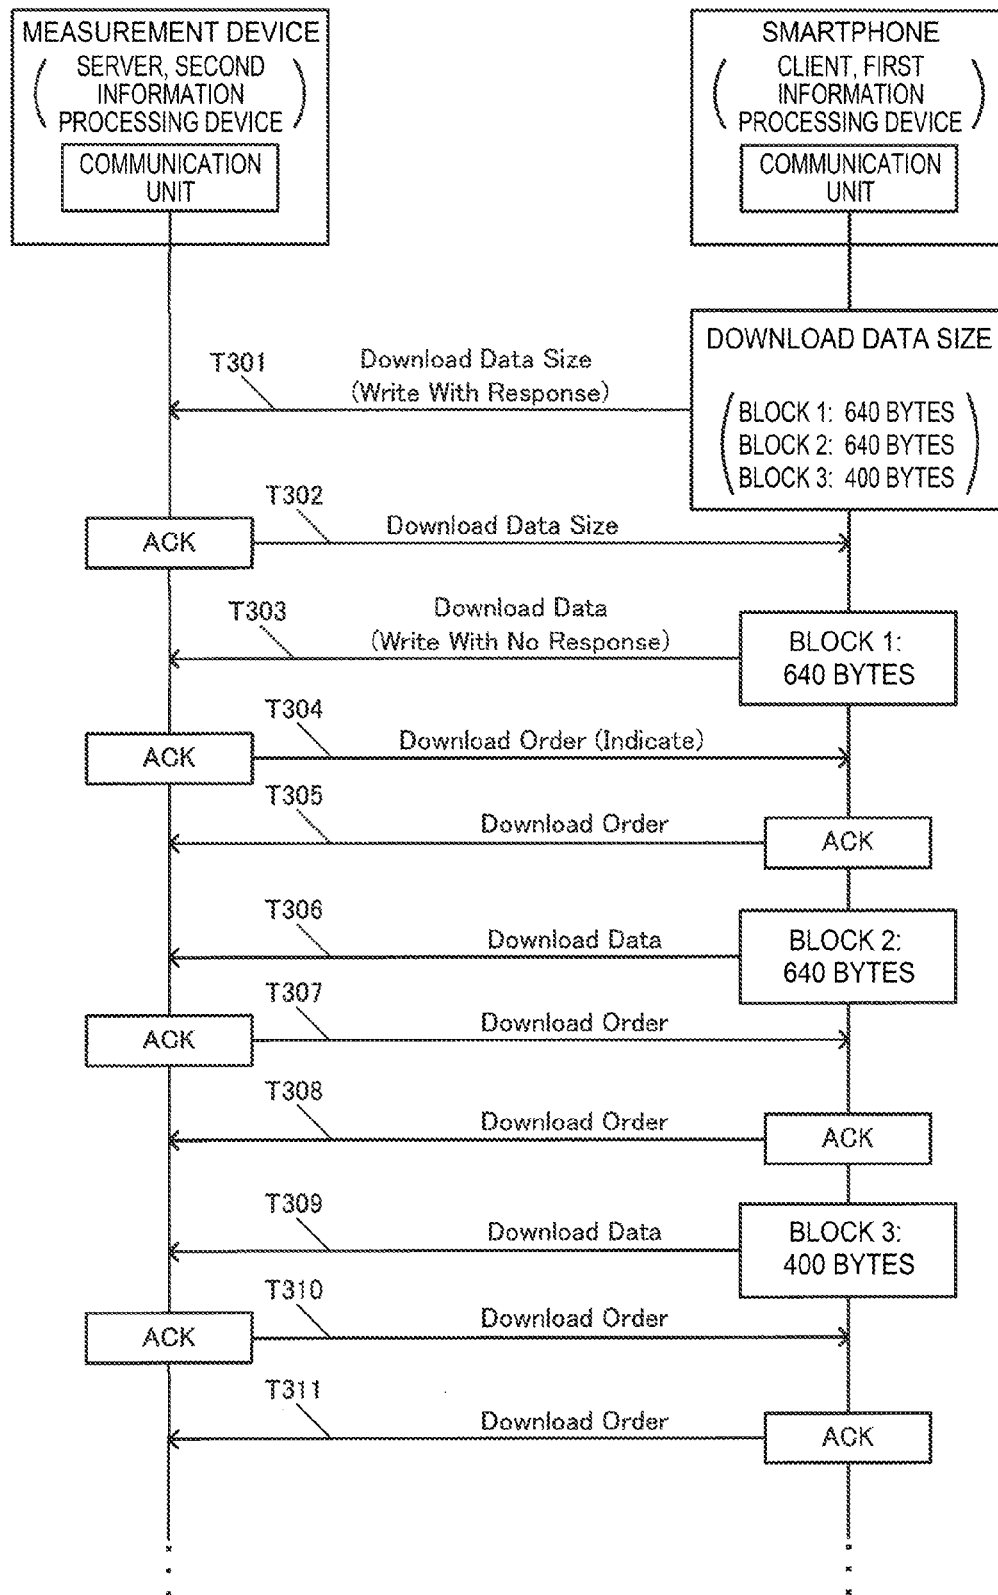 MEASUREMENT DEVICE
(SERVER, SECOND
INFORMATION
PROCESSING DEVICE)
COMMUNICATION
UNIT
SMARTPHONE
(CLIENT, FIRST
INFORMATION
PROCESSING DEVICE)
COMMUNICATION
UNIT
DOWNLOAD DATA SIZE
(BLOCK 1: 640 BYTES
BLOCK 2: 640 BYTES
BLOCK 3: 400 BYTES)
T301
Download Data Size
(Write With Response)
T302
ACK
Download Data Size
T303
Download Data
(Write With No Response)
BLOCK 1:
640 BYTES
T304
ACK
Download Order (Indicate)
T305
Download Order
ACK
T306
Download Data
BLOCK 2:
640 BYTES
T307
ACK
Download Order
T308
Download Order
ACK
T309
Download Data
BLOCK 3:
400 BYTES
T310
ACK
Download Order
T311
Download Order
ACK